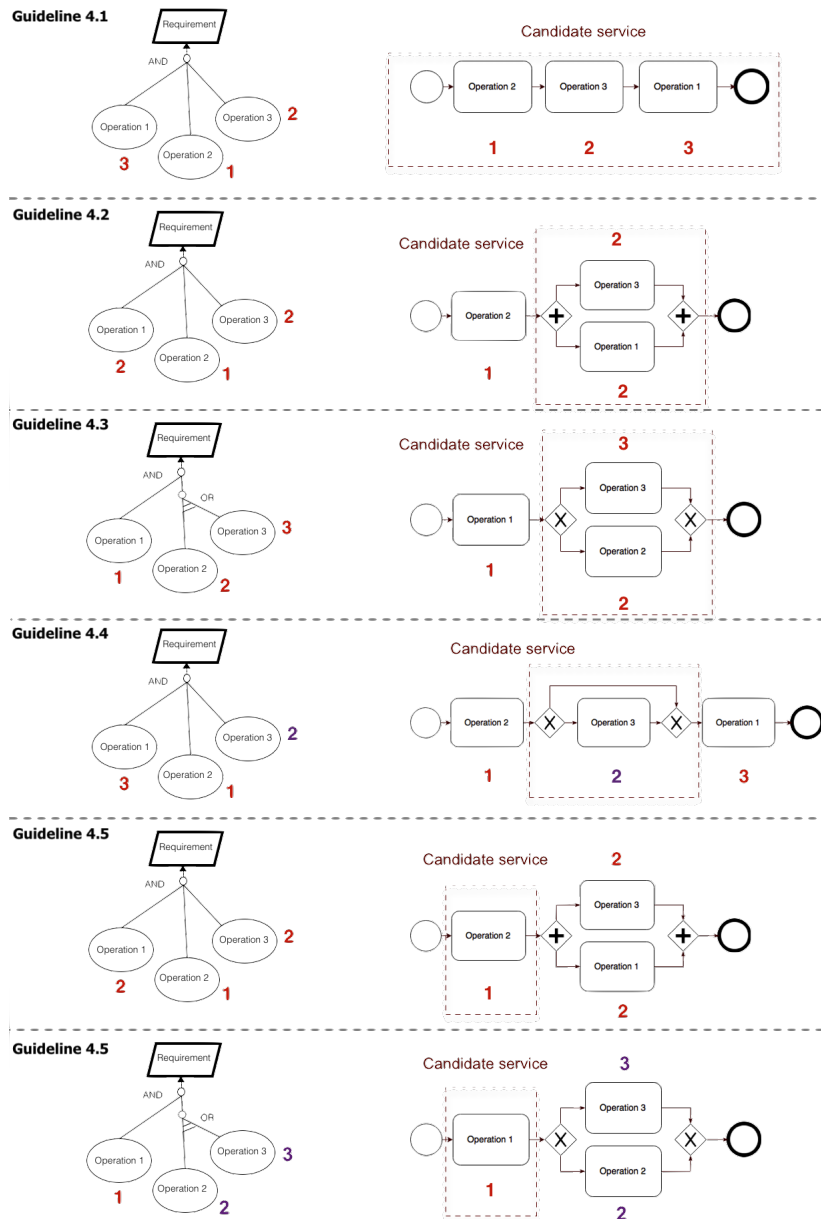 Guideline 4.1
Requirement
AND
Operation 1
Operation 2
Operation 3
3
1
2
Candidate service
Operation 2
Operation 3
Operation 1
1
2
3
Guideline 4.2
Requirement
AND
Operation 1
Operation 2
Operation 3
2
1
2
Candidate service
2
Operation 3
Operation 2
Operation 1
1
2
Guideline 4.3
Requirement
AND
OR
Operation 1
Operation 2
Operation 3
1
2
3
Candidate service
3
Operation 3
Operation 1
Operation 2
1
2
Guideline 4.4
Requirement
AND
Operation 1
Operation 2
Operation 3
3
1
2
Candidate service
Operation 2
Operation 3
Operation 1
1
2
3
Guideline 4.5
Requirement
AND
Operation 1
Operation 2
Operation 3
2
1
2
Candidate service
2
Operation 3
Operation 2
Operation 1
1
2
Guideline 4.5
Requirement
AND
OR
Operation 1
Operation 2
Operation 3
1
2
3
Candidate service
3
Operation 3
Operation 1
Operation 2
1
2